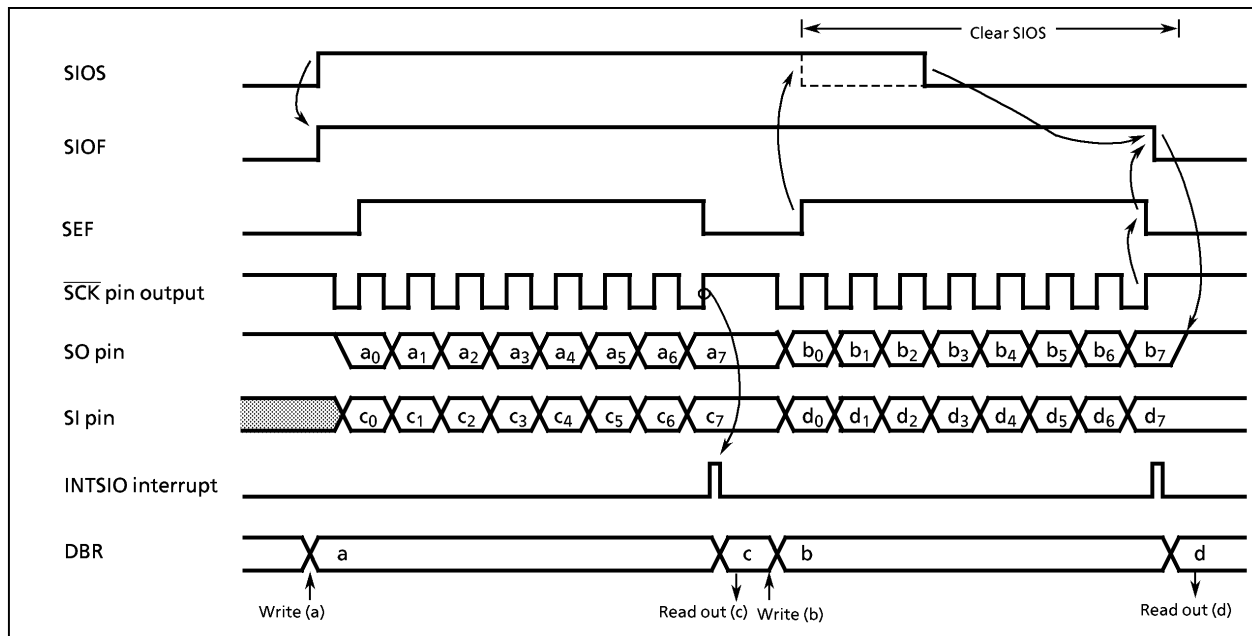 Clear SIOS
SIOS
SIOF
SEF
SCK pin output
SO pin a0 a1 a2 a3 a4 a5 a6 a7 b0 b1 b2 b3 b4 b5 b6 b7
SI pin c0 c1 c2 c3 c4 c5 c6 c7 d0 d1 d2 d3 d4 d5 d6 d7
INTSIO interrupt
DBR a c b d
Write (a) Read out (c) Write (b) Read out (d)